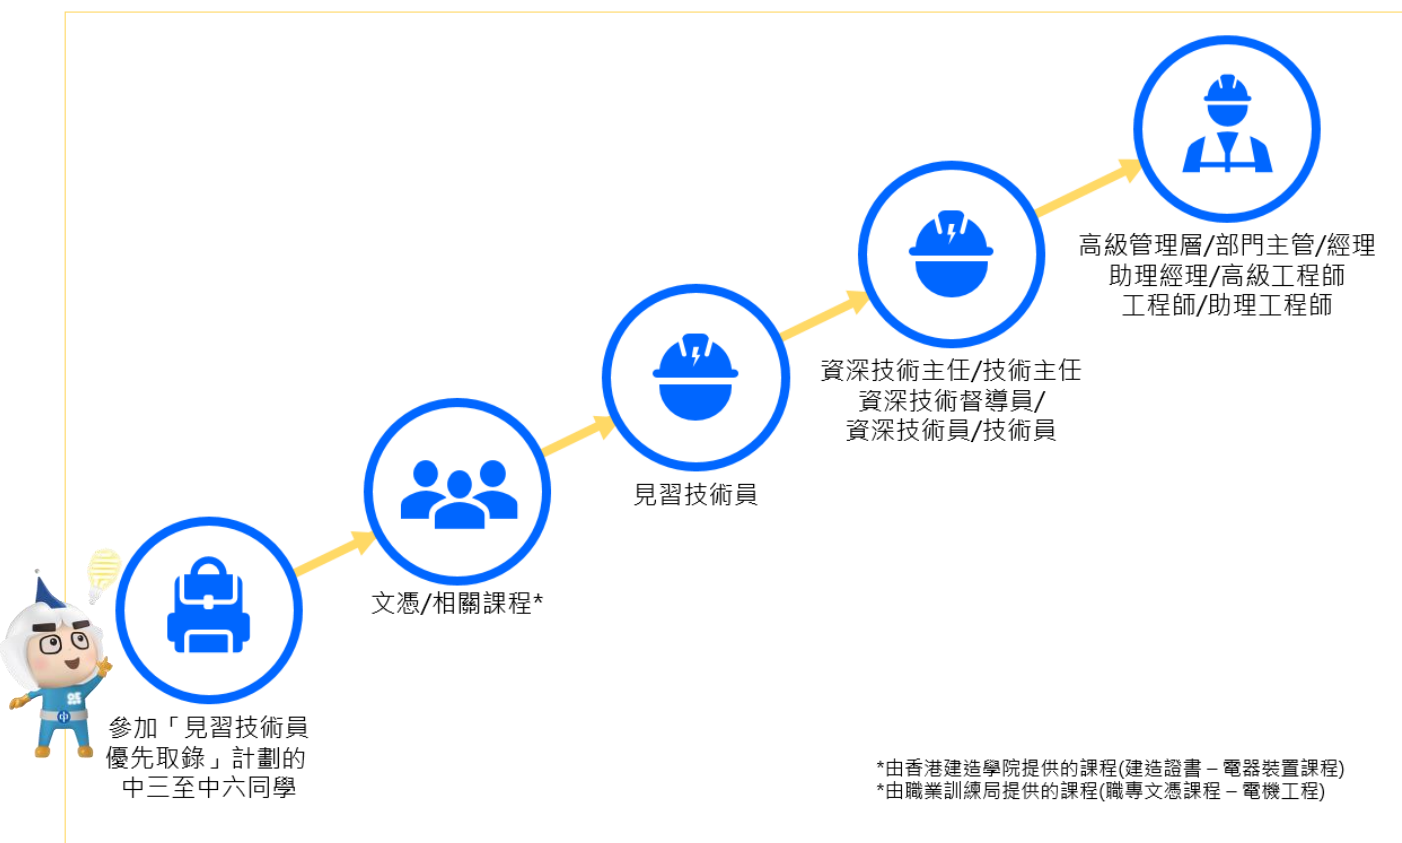 高級管理層/部門主管/經理
助理經理/高級工程師
工程師/助理工程師
資深技術主任/技術主任
資深技術督導員/
資深技術員/技術員
見習技術員
文憑/相關課程*
參加「見習技術員
優先取錄」計劃的
中三至中六同學
*由香港建造學院提供的課程(建造證書 – 電器裝置課程)
*由職業訓練局提供的課程(職專文憑課程 – 電機工程)